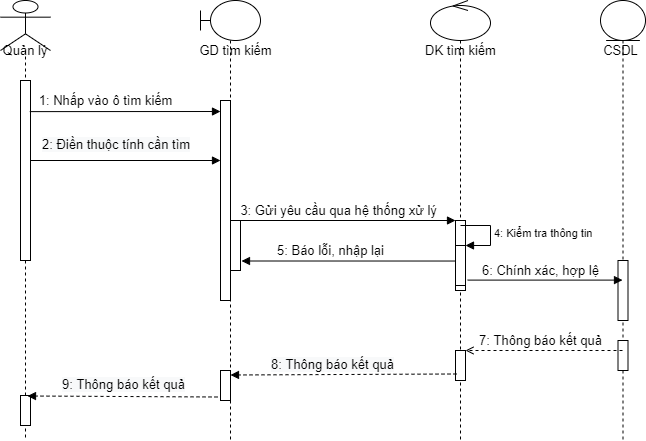 Quản lý
GD tìm kiếm
DK tìm kiếm
CSDL
1: Nhấp vào ô tìm kiếm
2: Điền thuộc tính cần tìm
3: Gửi yêu cầu qua hệ thống xử lý
4: Kiểm tra thông tin
5: Báo lỗi, nhập lại
6: Chính xác, hợp lệ
7: Thông báo kết quả
8: Thông báo kết quả
9: Thông báo kết quả